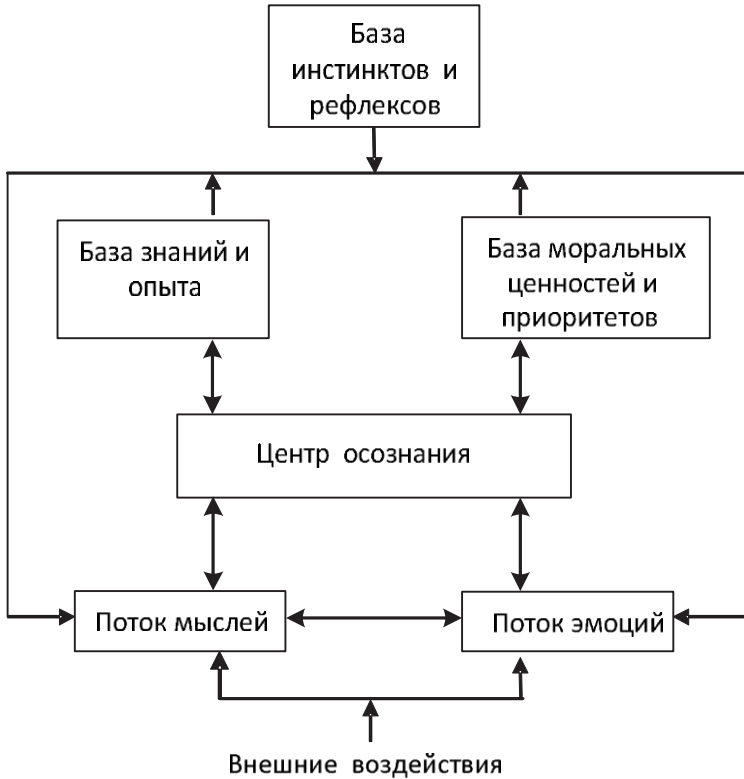 База
инстинктов и
рефлексов
База знаний и
опыта
База моральных
ценностей и
приоритетов
Центр осознания
Поток мыслей
Поток эмоций
Внешние воздействия